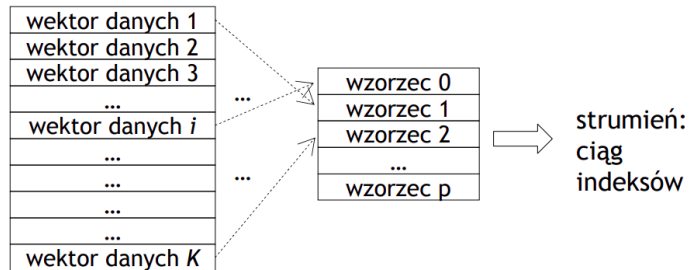 wektor danych 1
wektor danych 2
wektor danych 3
...
wektor danych i
...
...
...
...
wektor danych K
...
...
wzorzec 0
wzorzec 1
wzorzec 2
...
wzorzec p
strumień:
ciąg
indeksów